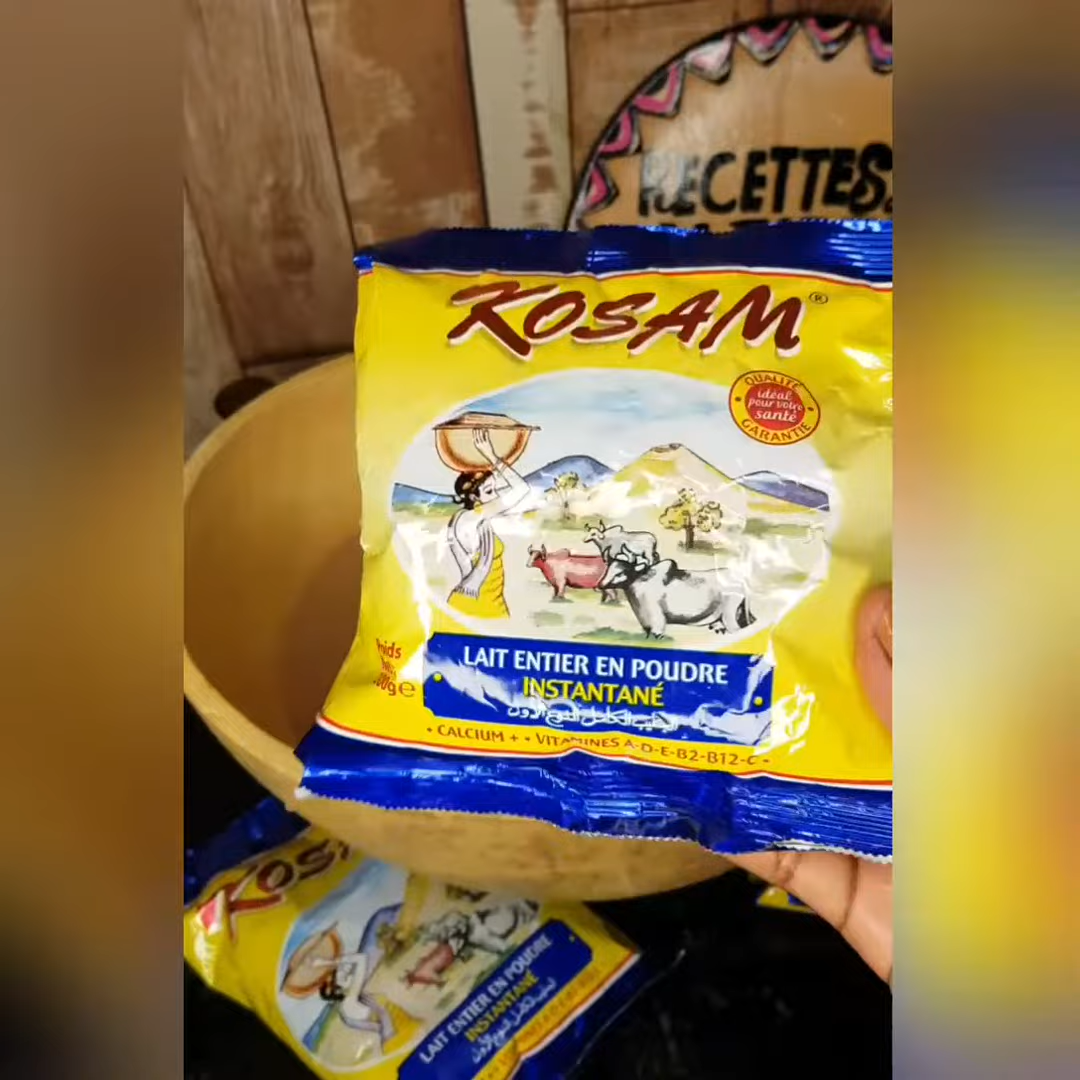 RECETTES
KOSAM®
QUALITÉ
idéal
pour votre
santé
GARANTIE
LAIT ENTIER EN POUDRE
INSTANTANÉ
• CALCIUM + • VITAMINES A-D-E-B2-B12-C •
LAIT ENTIER EN POUDRE
INSTANTANÉ